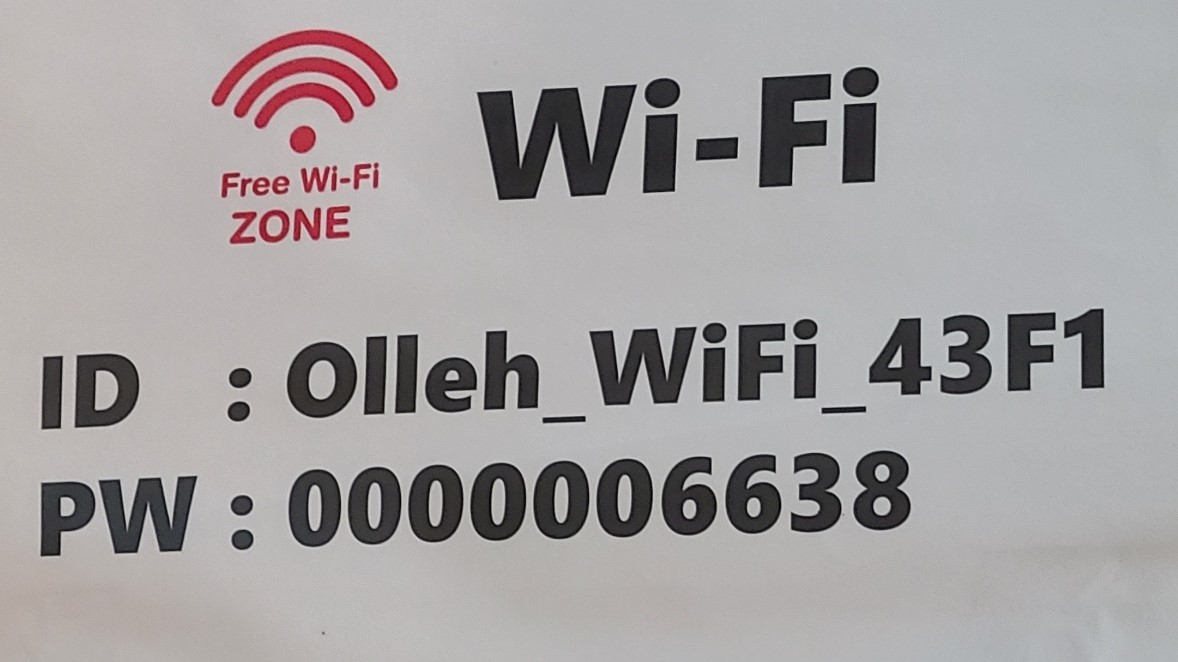 Free Wi-Fi
ZONE
Wi-Fi
ID : Olleh_WiFi_43F1
PW : 0000006638